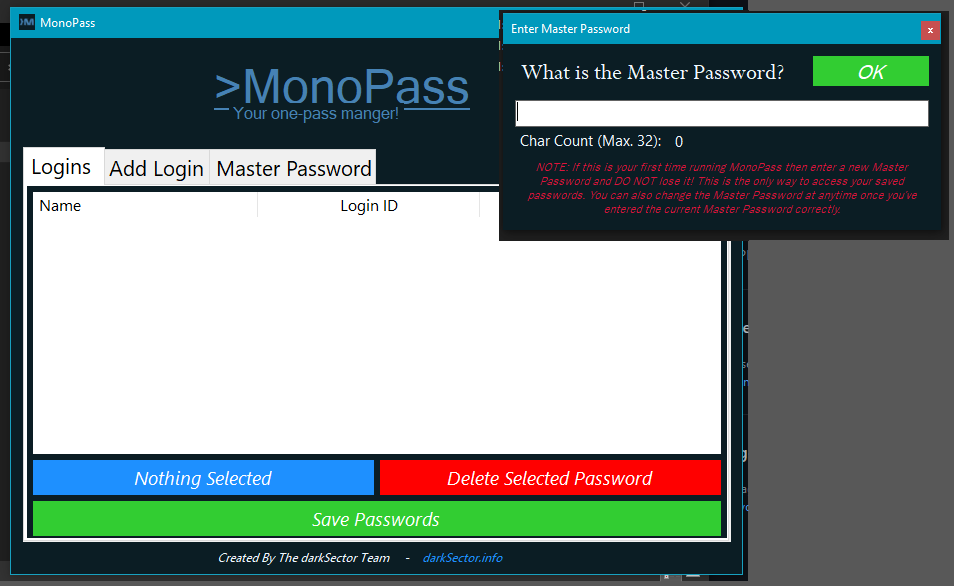 MonoPass
>MonoPass
Your one-pass manger!
Logins
Add Login
Master Password
Name
Login ID
Nothing Selected
Delete Selected Password
Save Passwords
Created By The darkSector Team - darkSector.info
Enter Master Password
x
What is the Master Password?
OK
Char Count (Max. 32): 0
NOTE: If this is your first time running MonoPass then enter a new Master
Password and DO NOT lose it! This is the only way to access your saved
passwords. You can also change the Master Password at anytime once you've
entered the current Master Password correctly.